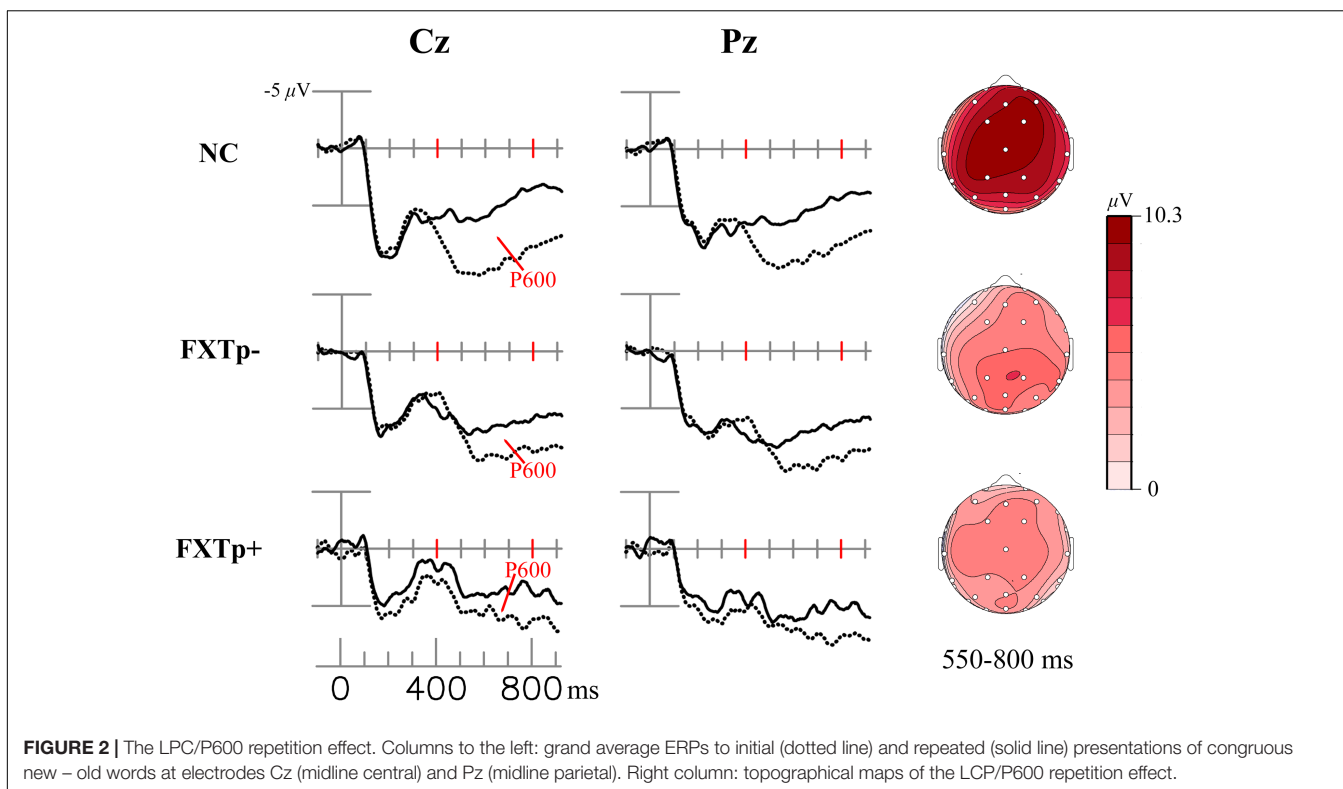 Cz Pz
-5 µV
NC
P600
µV
10.3
FXTp-
P600
0
FXTp+
P600
550-800 ms
0 400 800 ms
FIGURE 2 | The LPC/P600 repetition effect. Columns to the left: grand average ERPs to initial (dotted line) and repeated (solid line) presentations of congruous
new – old words at electrodes Cz (midline central) and Pz (midline parietal). Right column: topographical maps of the LCP/P600 repetition effect.